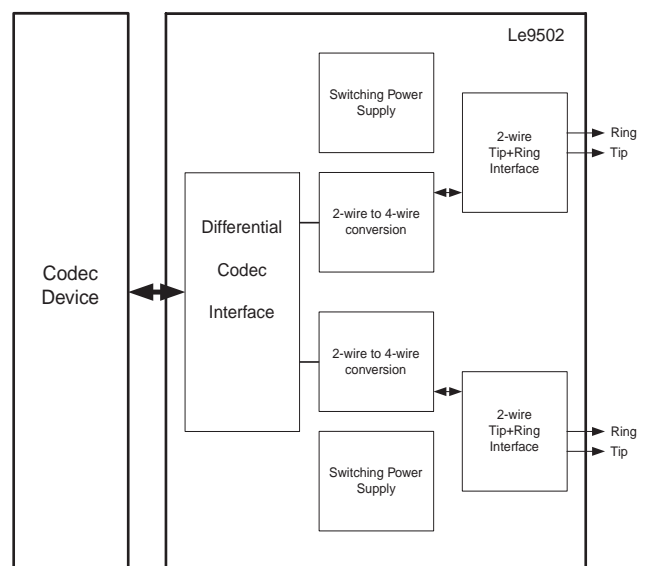 Le9502
Switching Power
Supply
2-wire
Tip+Ring
Interface
Ring
Tip
2-wire to 4-wire
conversion
Differential
Codec
Interface
Codec
Device
2-wire to 4-wire
conversion
2-wire
Tip+Ring
Interface
Ring
Tip
Switching Power
Supply